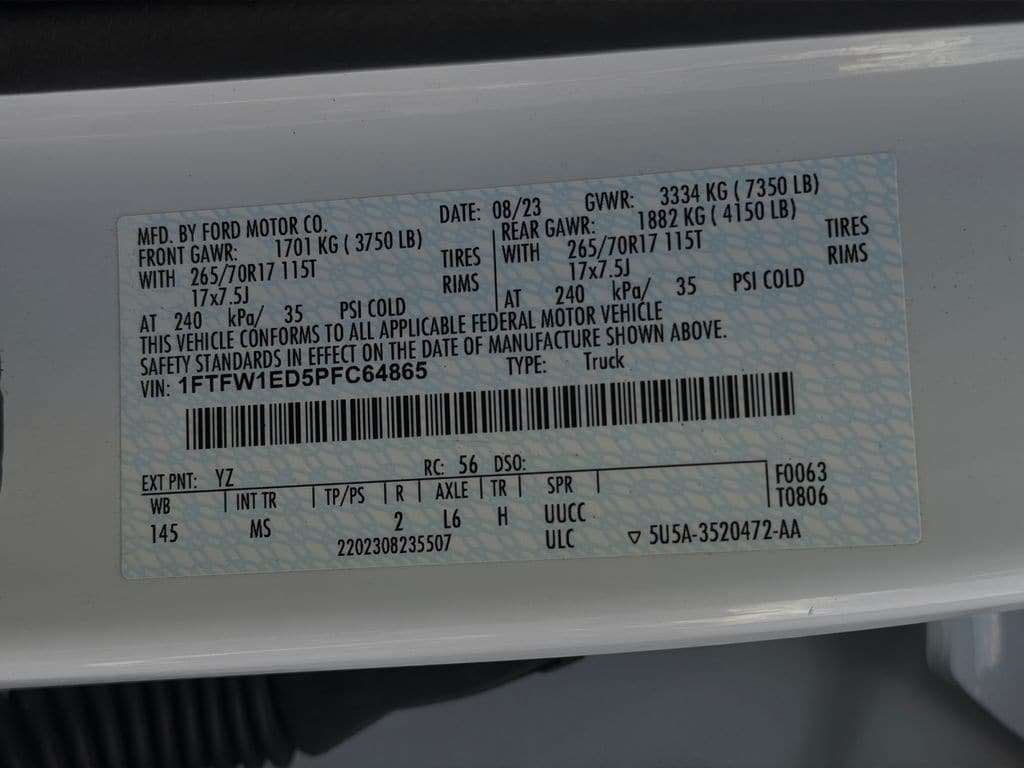 MFD. BY FORD MOTOR CO. DATE: 08/23 GVWR: 3334 KG ( 7350 LB)
FRONT GAWR: 1701 KG ( 3750 LB) REAR GAWR: 1882 KG ( 4150 LB)
WITH 265/70R17 115T TIRES WITH 265/70R17 115T TIRES
17x7.5J RIMS 17x7.5J RIMS
AT 240 kPa/ 35 PSI COLD AT 240 kPa/ 35 PSI COLD
THIS VEHICLE CONFORMS TO ALL APPLICABLE FEDERAL MOTOR VEHICLE
SAFETY STANDARDS IN EFFECT ON THE DATE OF MANUFACTURE SHOWN ABOVE.
VIN: 1FTFW1ED5PFC64865 TYPE: Truck
EXT PNT: YZ RC: 56 DSO: F0063
WB INT TR TP/PS R AXLE TR SPR T0806
145 MS 2 L6 H UUCC
2202308235507 ULC ▽ 5U5A-3520472-AA